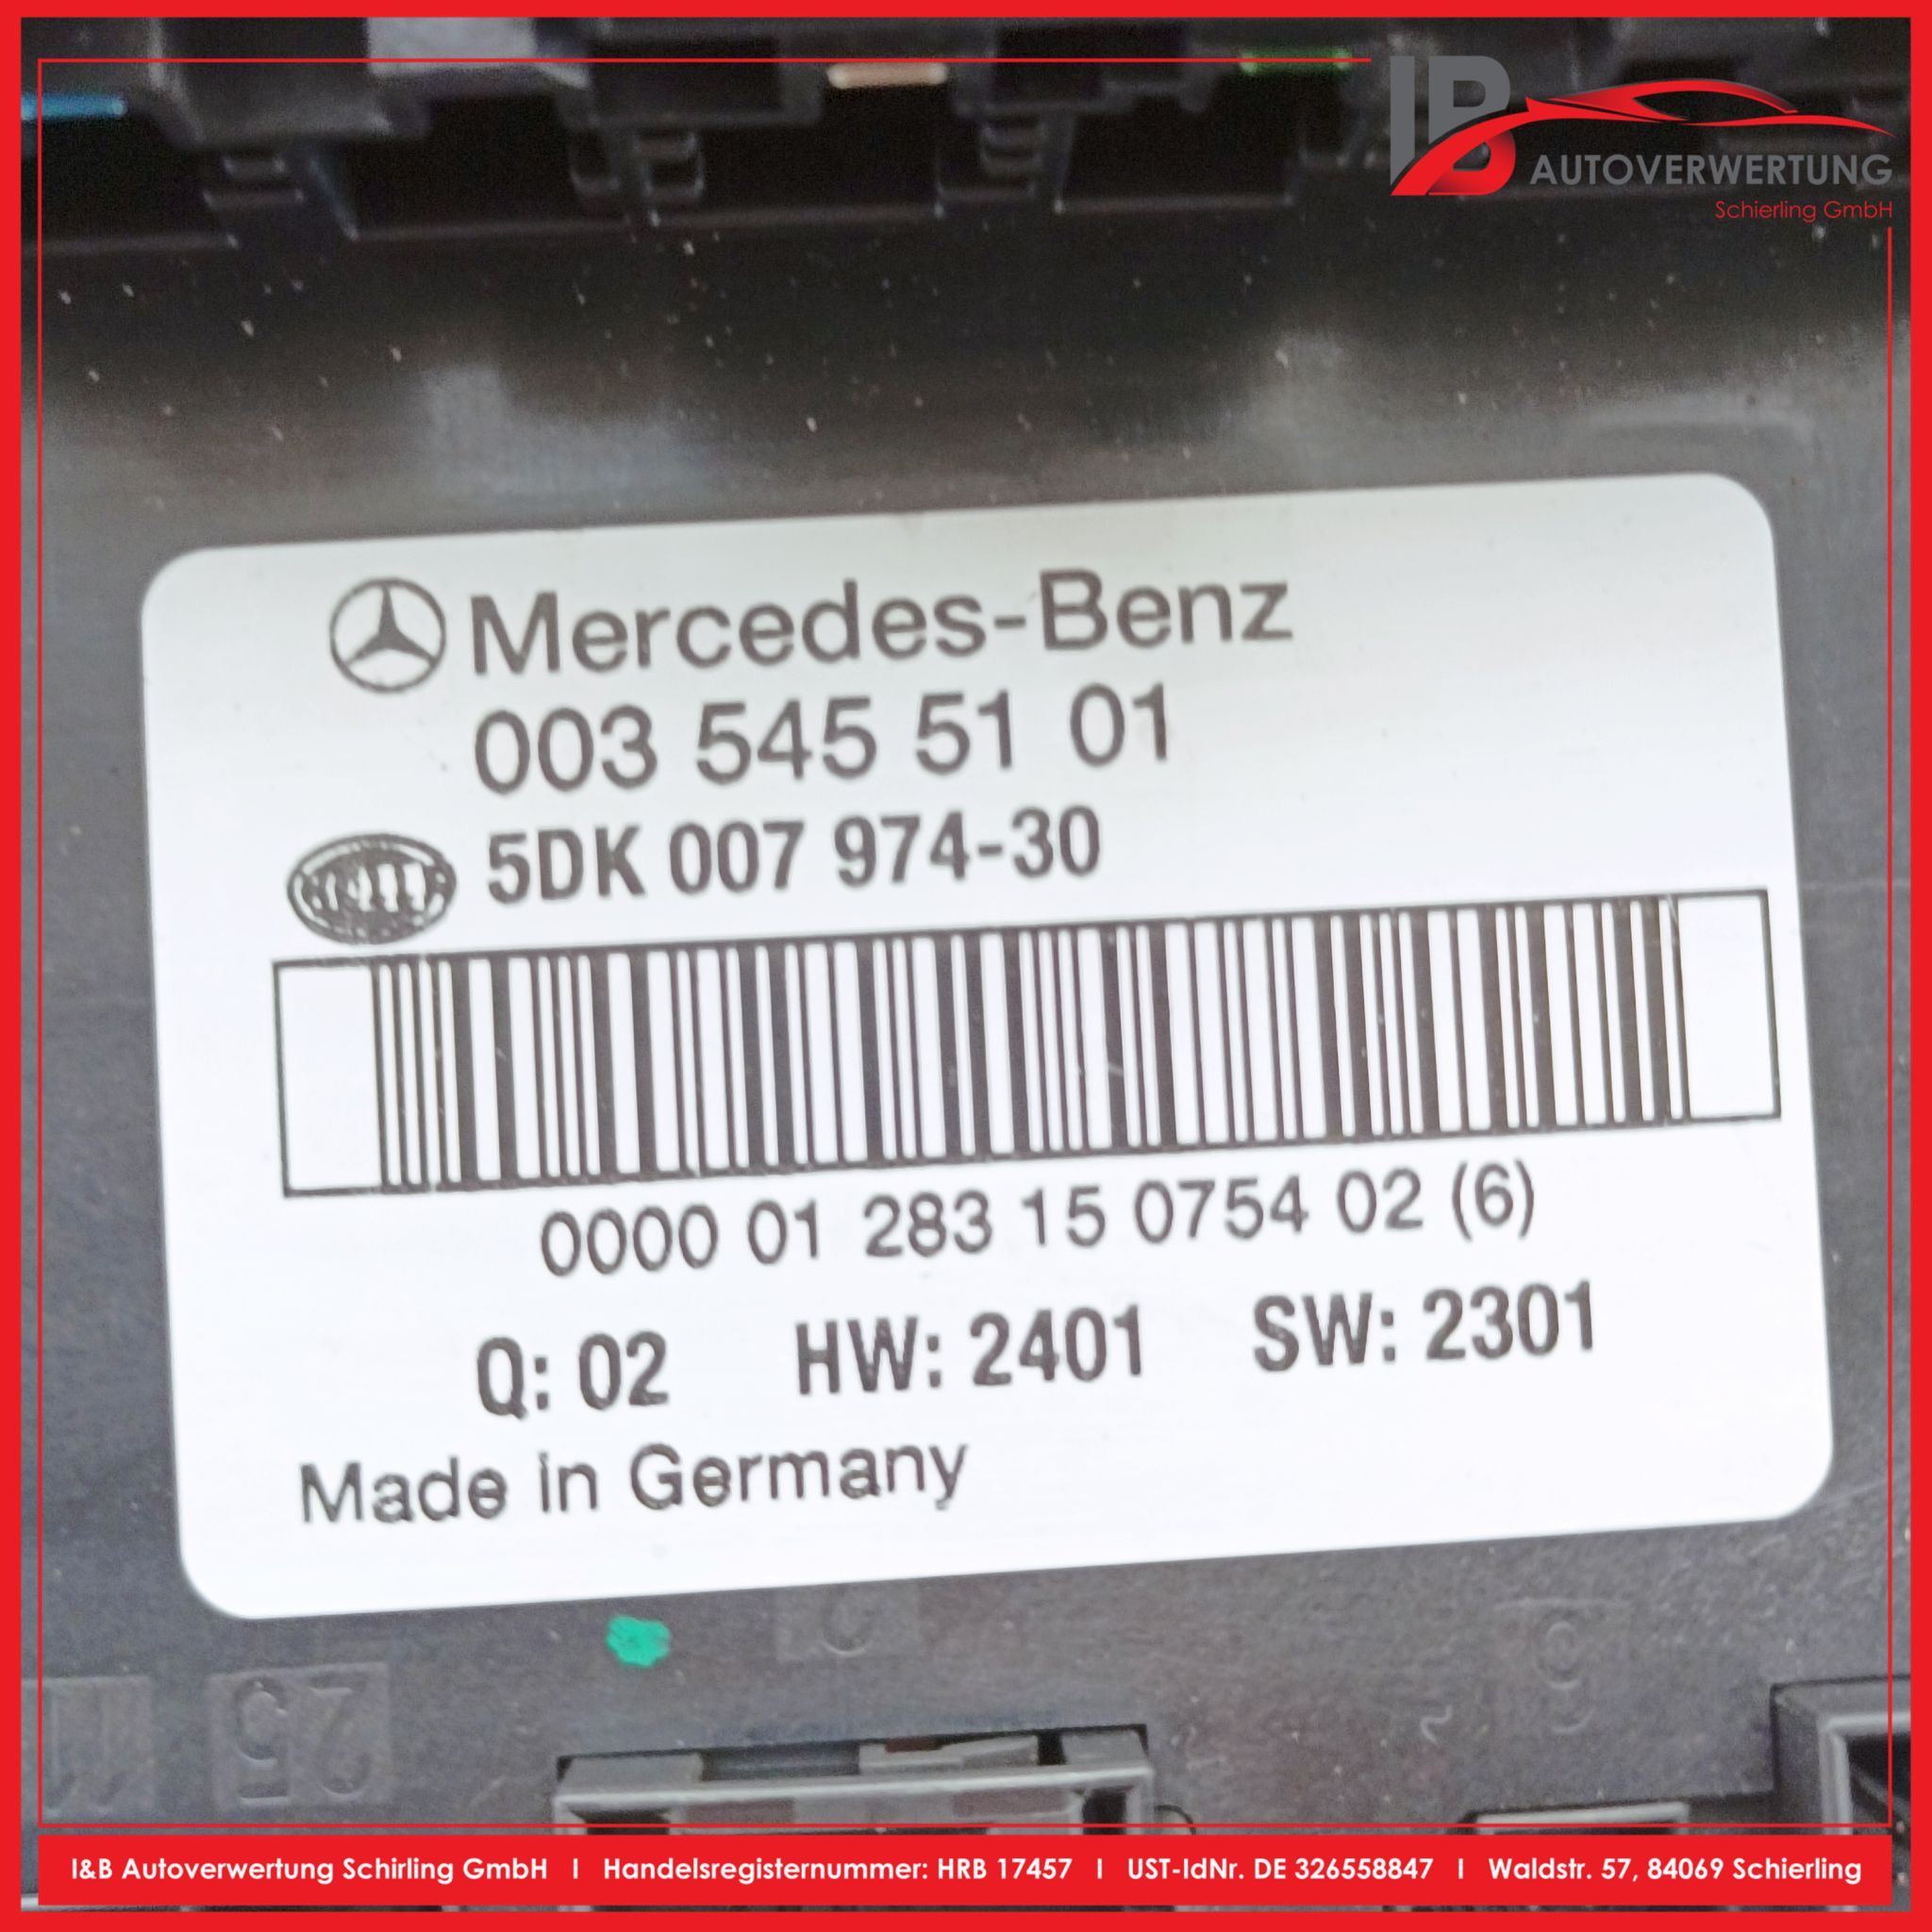 IB
AUTOVERWERTUNG
Schierling GmbH
Mercedes-Benz
003 545 51 01
5DK 007 974-30
0000 01 283 15 0754 02 (6)
Q: 02 HW: 2401 SW: 2301
Made in Germany
25
I&B Autoverwertung Schirling GmbH I Handelsregisternummer: HRB 17457 I UST-IdNr. DE 326558847 I Waldstr. 57, 84069 Schierling